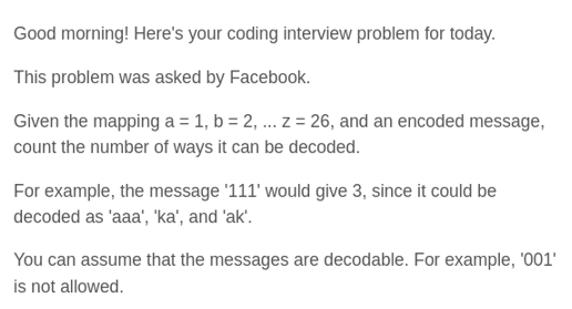 Good morning! Here's your coding interview problem for today.
This problem was asked by Facebook.
Given the mapping a = 1, b = 2, ... z = 26, and an encoded message,
count the number of ways it can be decoded.
For example, the message '111' would give 3, since it could be
decoded as 'aaa', 'ka', and 'ak'.
You can assume that the messages are decodable. For example, '001'
is not allowed.